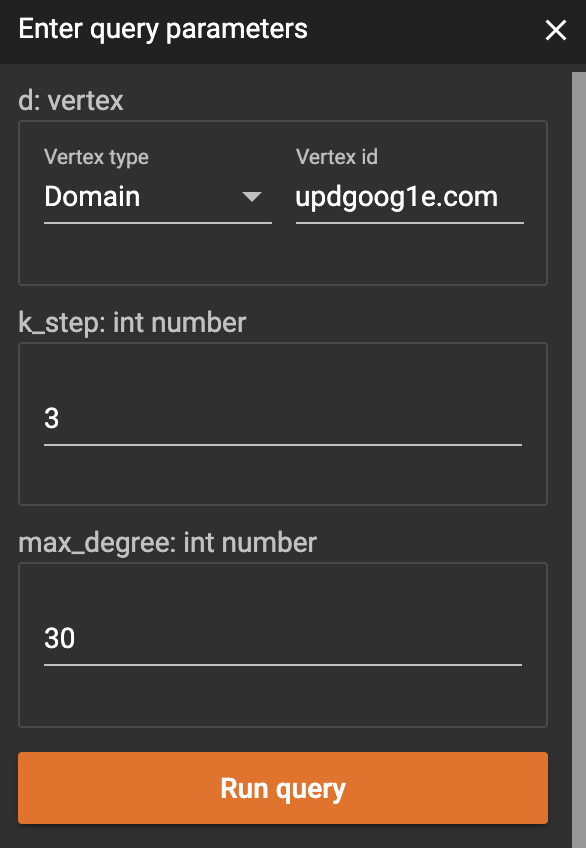 Enter query parameters
d: vertex
Vertex type
Vertex id
Domain
updgoog1e.com
k_step: int number
3
max_degree: int number
30
Run query